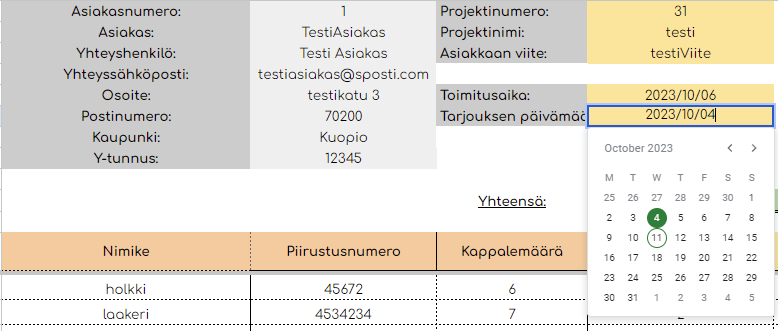 Asiakasnumero: 1 Projektinumero: 31
Asiakas: TestiAsiakas Projektinimi: testi
Yhteyshenkilö: Testi Asiakas Asiakkaan viite: testiViite
Yhteyssähköposti: testiasiakas@sposti.com
Osoite: testikatu 3 Toimitusaika: 2023/10/06
Postinumero: 70200 Tarjouksen päivämää 2023/10/04
Kaupunki: Kuopio
Y-tunnus: 12345
October 2023
M T W T F S S
25 26 27 28 29 30 1
2 3 4 5 6 7 8
9 10 11 12 13 14 15
16 17 18 19 20 21 22
23 24 25 26 27 28 29
30 31 1 2 3 4 5
Yhteensä:
Nimike Piirustusnumero Kappalemäärä
holkki 45672 6
laakeri 4534234 7